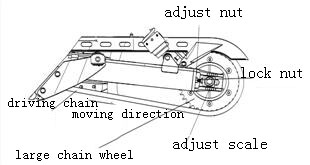 adjust nut
lock nut
driving chain
moving direction
adjust scale
large chain wheel